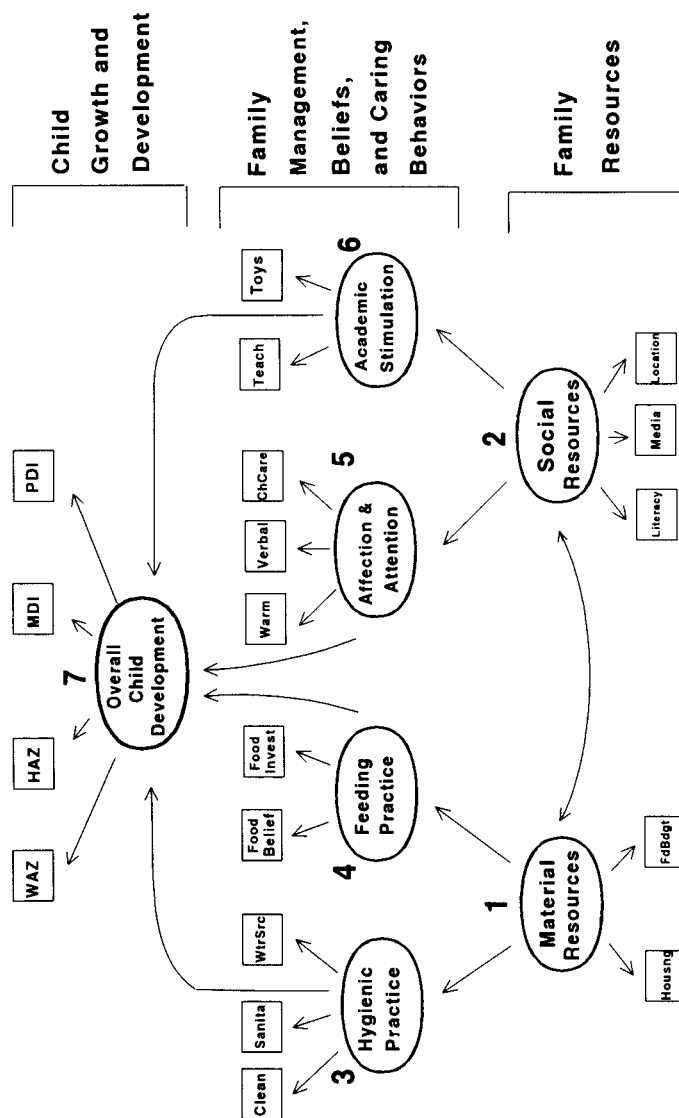 Child
Growth and
Development
Family
Management,
Beliefs,
and Caring
Behaviors
Family
Resources
WAZ
HAZ
MDI
PDI
7
Overall
Child
Development
Clean
Sanita
WtrSrc
Food
Belief
Food
Invest
Warm
Verbal
ChCare
Teach
Toys
3
Hygienic
Practice
4
Feeding
Practice
5
Affection &
Attention
6
Academic
Stimulation
1
Material
Resources
2
Social
Resources
Housng
FdBdgt
Literacy
Media
Location